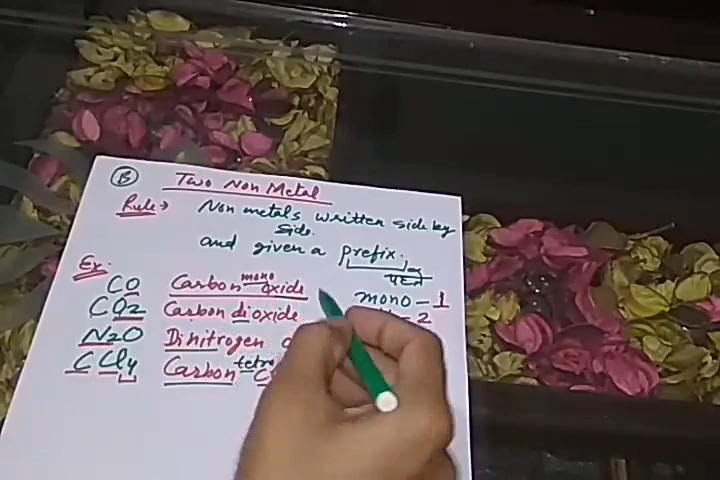 B Two Non Metal
Rule → Non metals written side by
side.
and given a prefix.
Ex.
CO Carbon mono oxide
mono - 1
CO2 Carbon dioxide
- 2
N2O Dinitrogen
CCl4 Carbon tetra